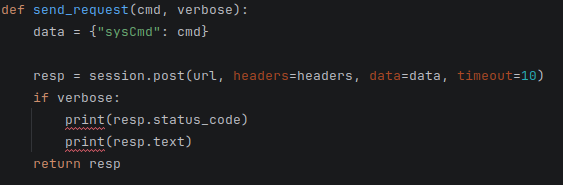 def send_request(cmd, verbose):
    data = {"sysCmd": cmd}

    resp = session.post(url, headers=headers, data=data, timeout=10)
    if verbose:
        print(resp.status_code)
        print(resp.text)
    return resp